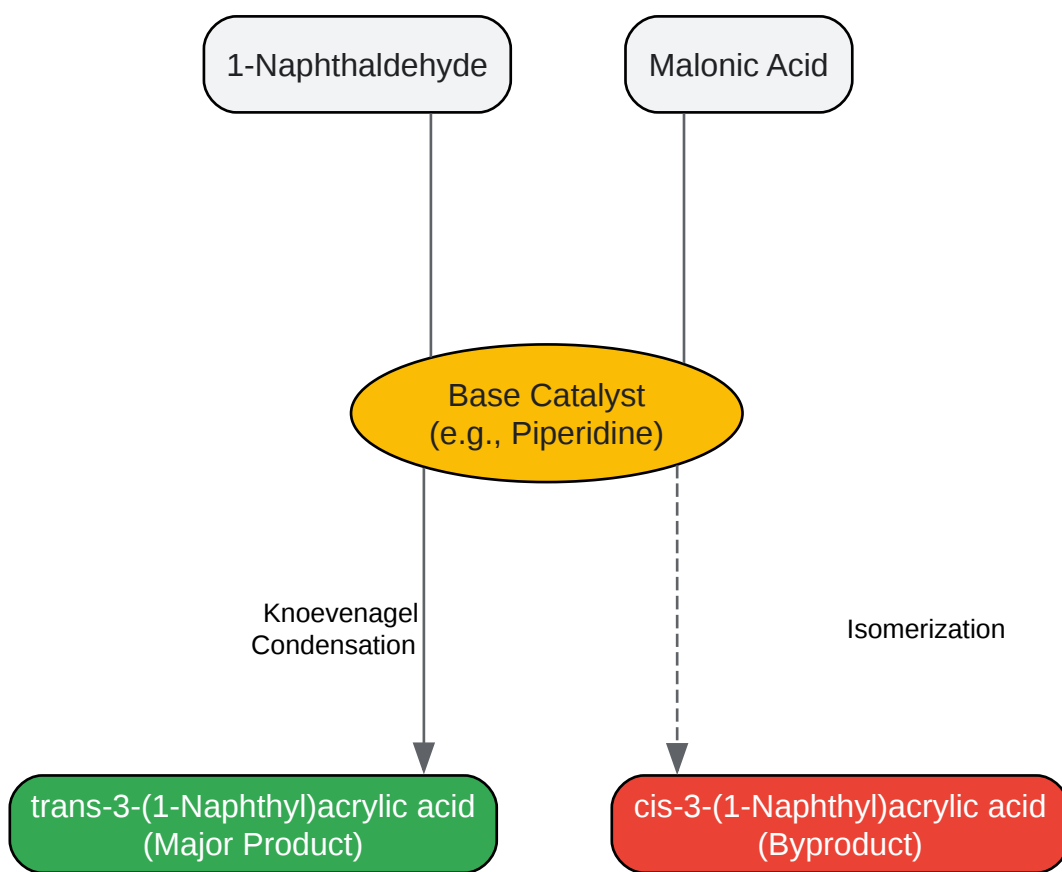 1-Naphthaldehyde
Malonic Acid
Base Catalyst
(e.g., Piperidine)
Knoevenagel
Condensation
Isomerization
trans-3-(1-Naphthyl)acrylic acid
(Major Product)
cis-3-(1-Naphthyl)acrylic acid
(Byproduct)